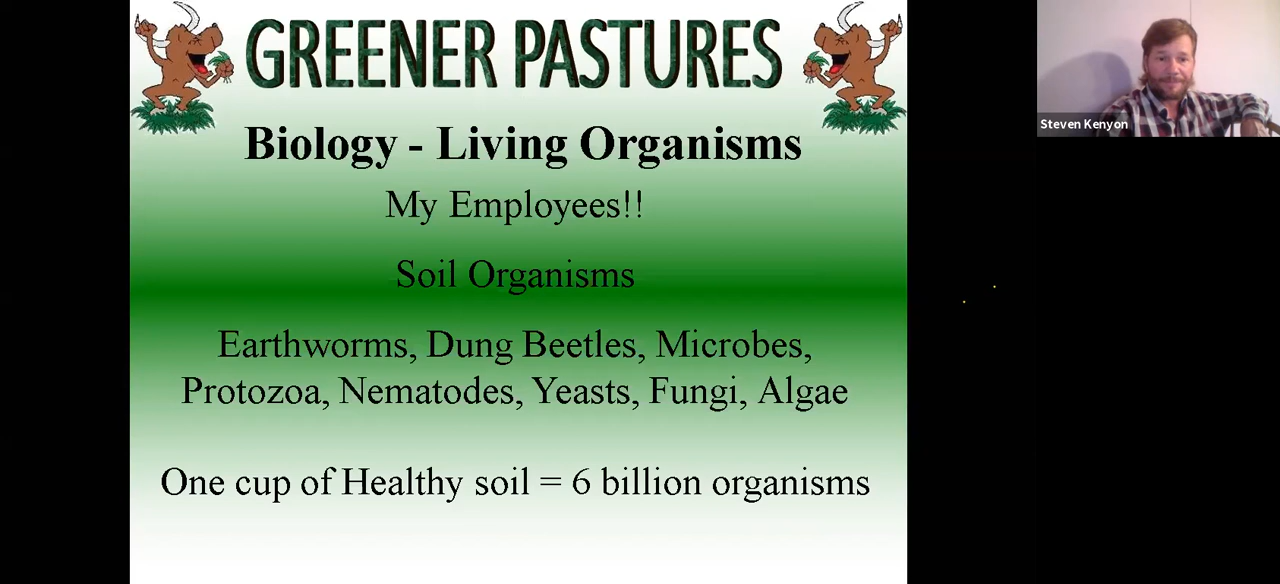 GREENER PASTURES
Biology - Living Organisms
My Employees!!
Soil Organisms
Earthworms, Dung Beetles, Microbes,
Protozoa, Nematodes, Yeasts, Fungi, Algae
One cup of Healthy soil = 6 billion organisms
Steven Kenyon